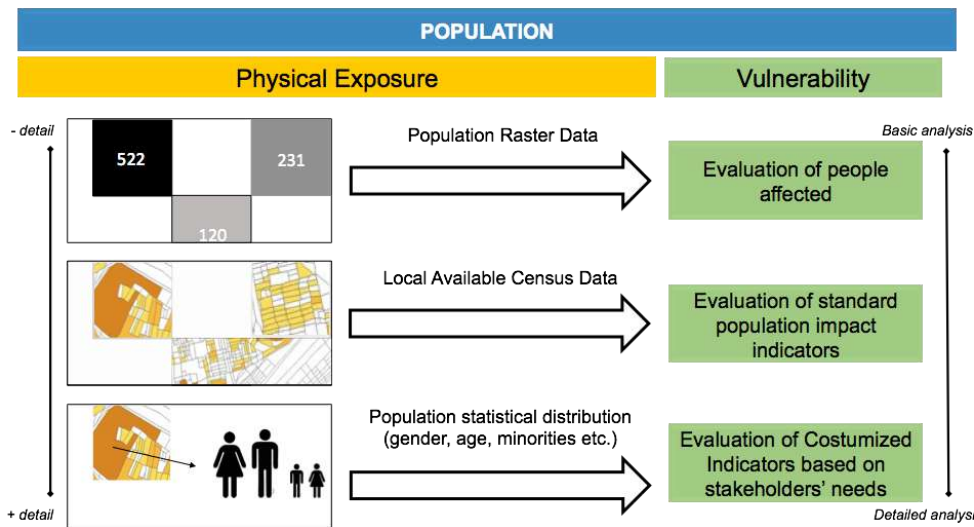 POPULATION
Physical Exposure
Vulnerability
- detail
Basic analysis
522
231
120
Population Raster Data
Evaluation of people
affected
Local Available Census Data
Evaluation of standard
population impact
indicators
Population statistical distribution
(gender, age, minorities etc.)
Evaluation of Costumized
Indicators based on
stakeholders' needs
+ detail
Detailed analysi